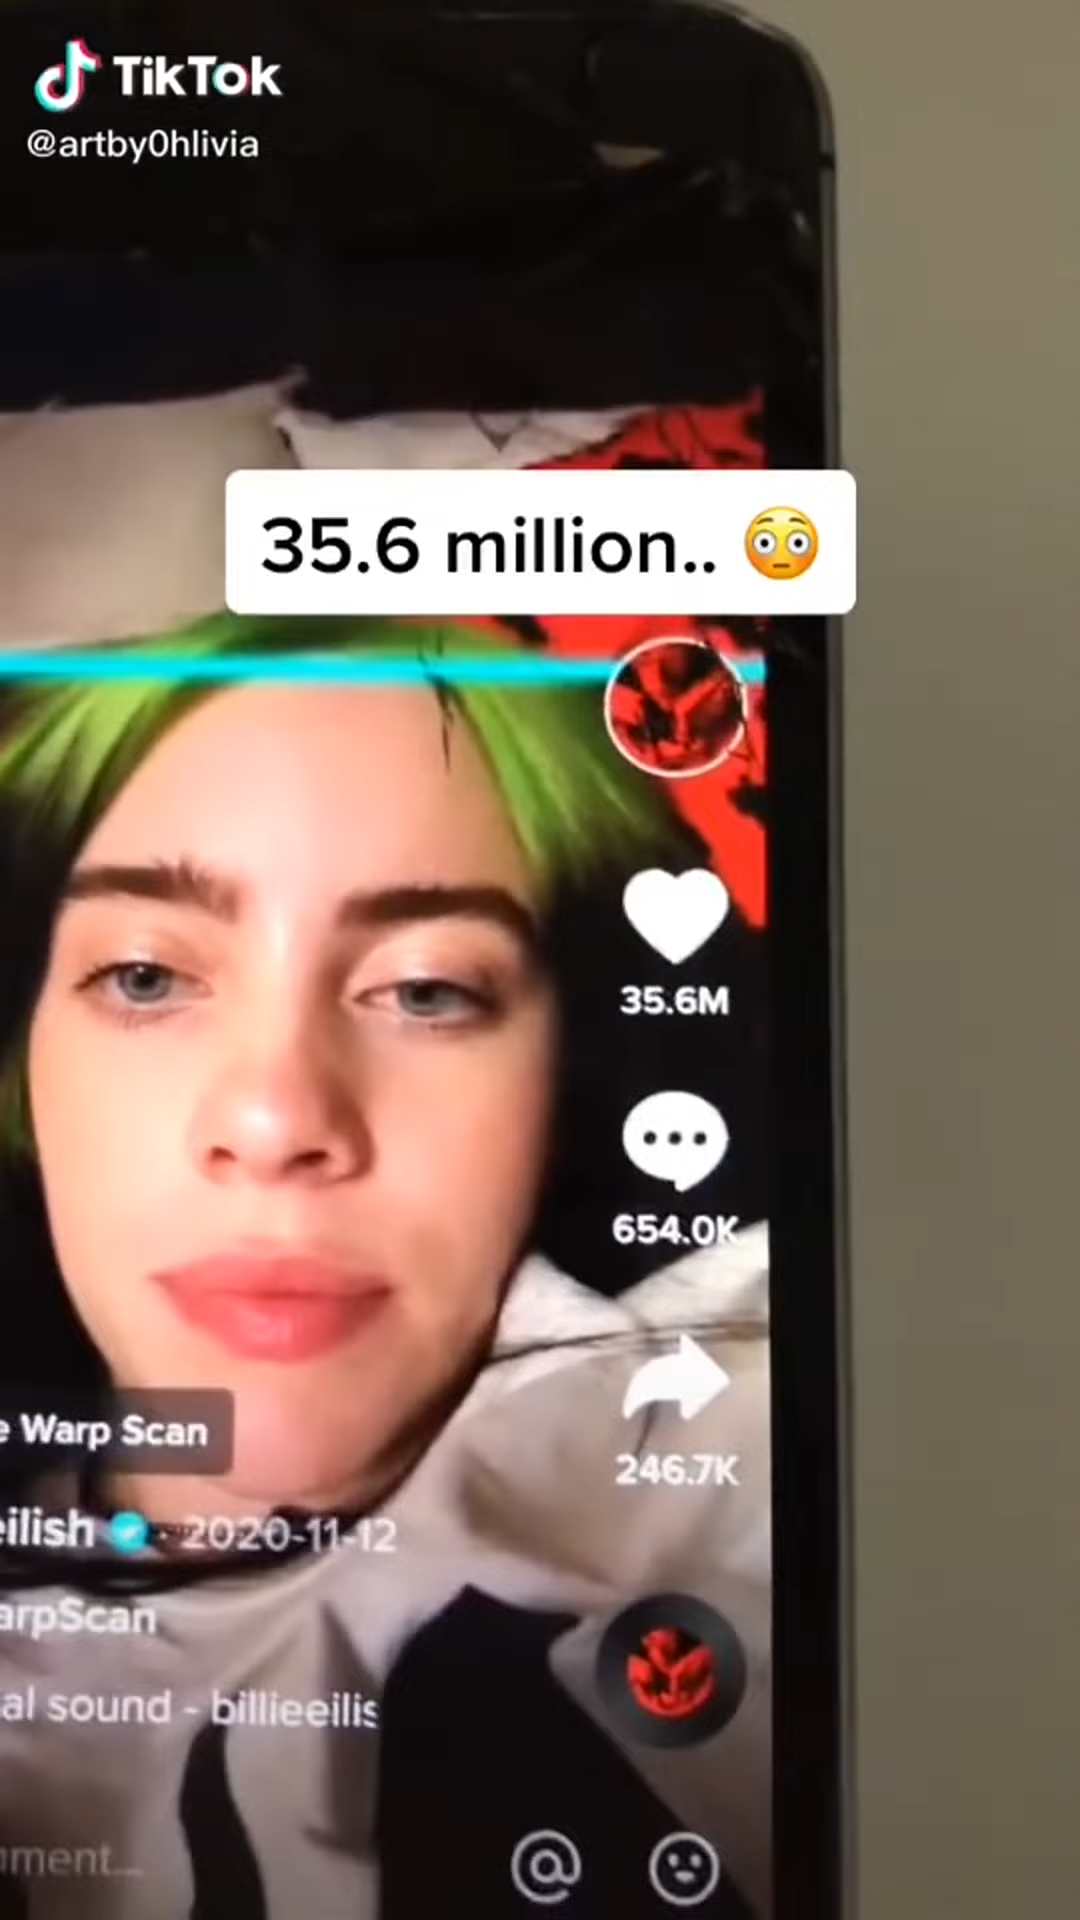 TikTok
@artby0hlivia
35.6 million.. 😳
35.6M
654.0K
246.7K
e Warp Scan
eilish · 2020-11-12
arpScan
al sound - billieeilis
ment...